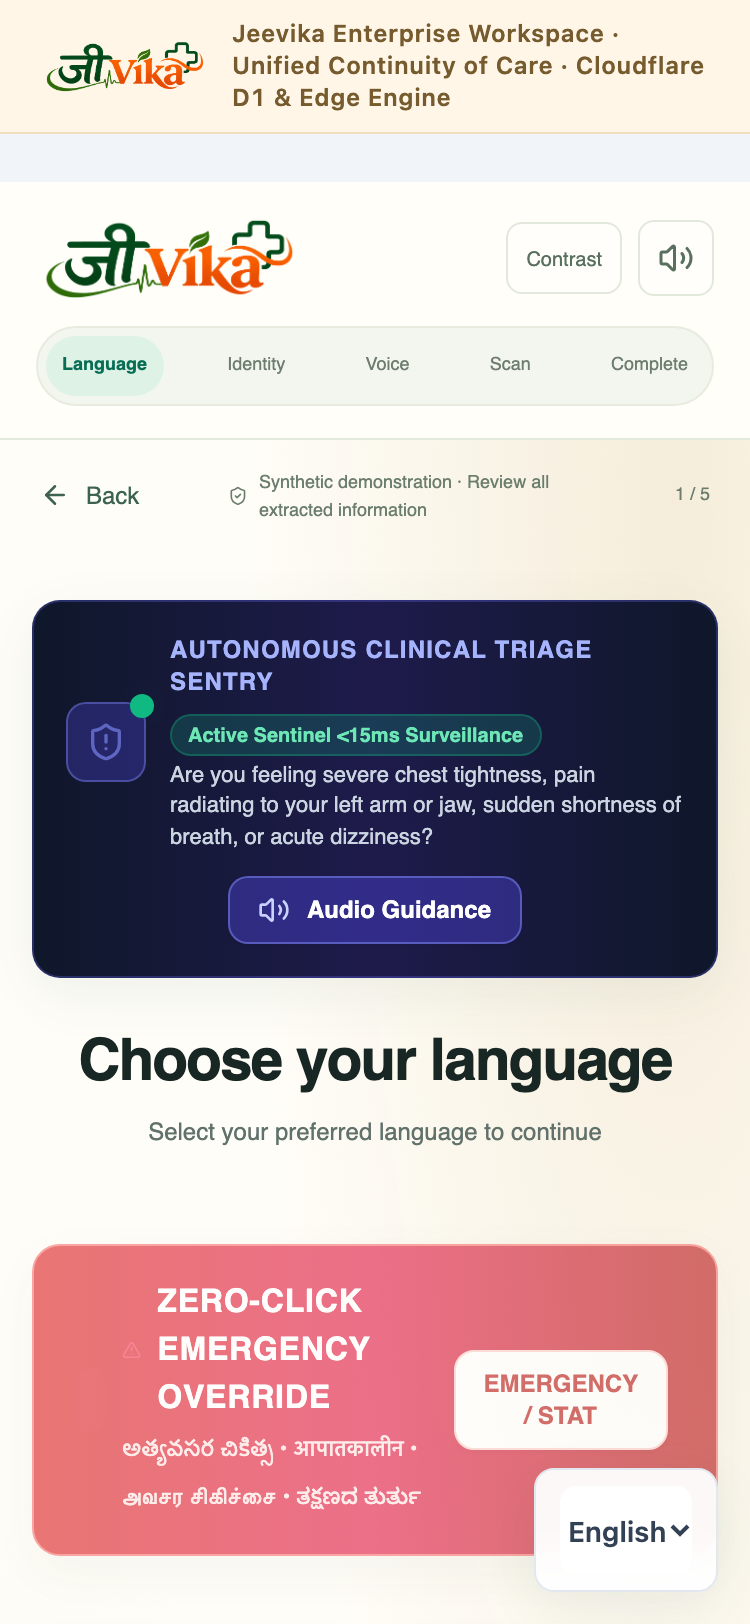 जीvika
Jeevika Enterprise Workspace ·
Unified Continuity of Care · Cloudflare
D1 & Edge Engine
जीvika
Contrast
Language
Identity
Voice
Scan
Complete
Back
Synthetic demonstration · Review all
extracted information
1 / 5
AUTONOMOUS CLINICAL TRIAGE
SENTRY
Active Sentinel <15ms Surveillance
Are you feeling severe chest tightness, pain
radiating to your left arm or jaw, sudden shortness of
breath, or acute dizziness?
Audio Guidance
Choose your language
Select your preferred language to continue
ZERO-CLICK
EMERGENCY
OVERRIDE
అత్యవసర చికిత్స • आपातकालीन •
அவசர சிகிச்சை • ತಕ್ಷಣದ ತುರ್ತು
EMERGENCY
/ STAT
English